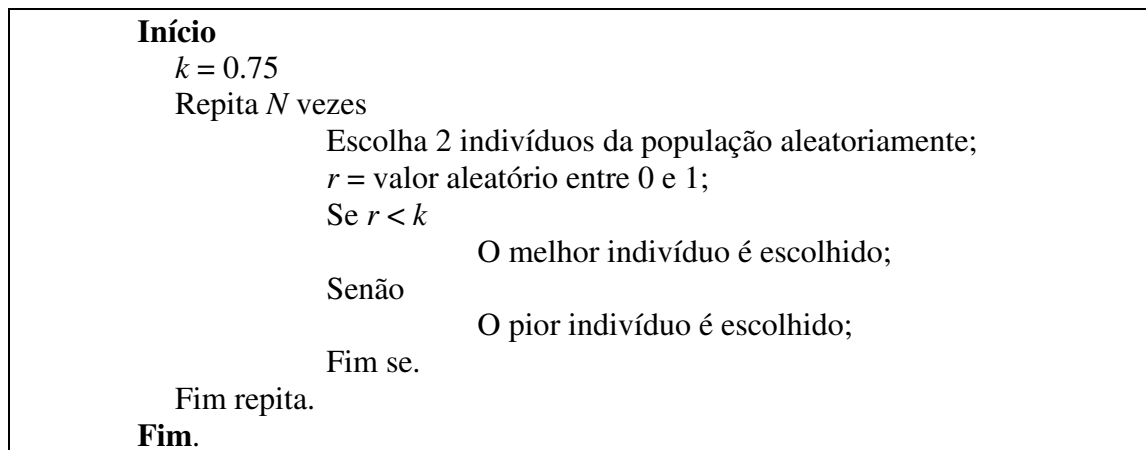 Início
k = 0.75
Repita N vezes
Escolha 2 indivíduos da população aleatoriamente;
r = valor aleatório entre 0 e 1;
Se r < k
O melhor indivíduo é escolhido;
Senão
O pior indivíduo é escolhido;
Fim se.
Fim repita.
Fim.